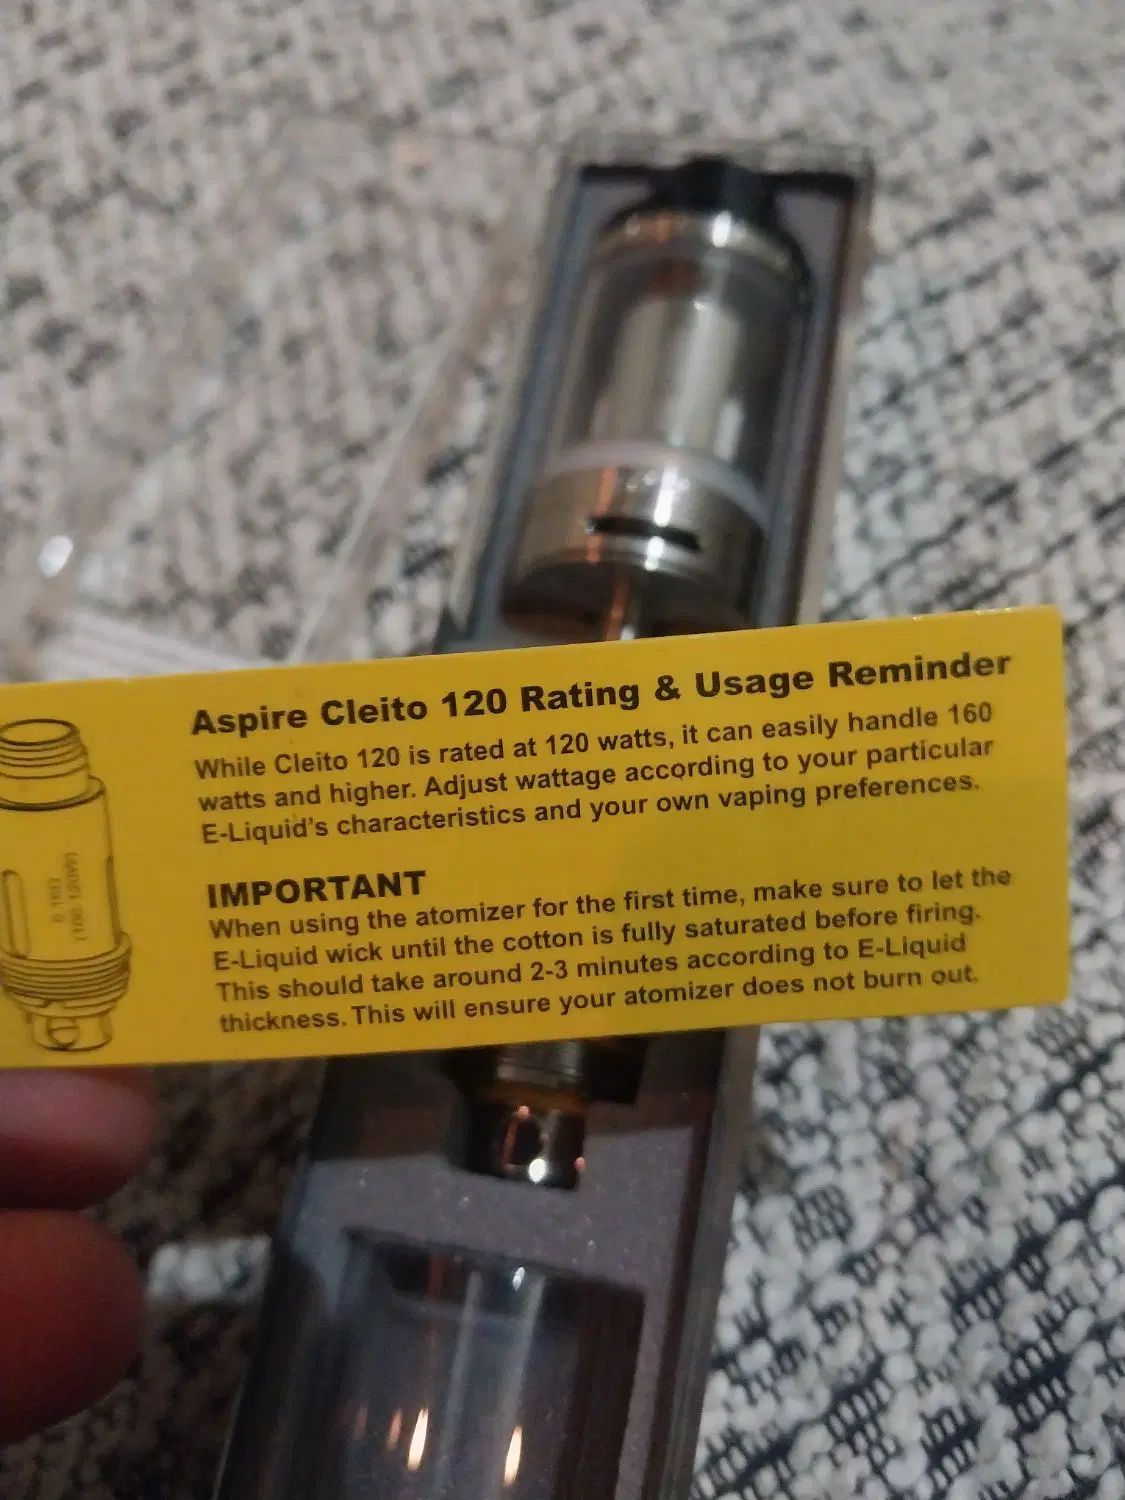 Aspire Cleito 120 Rating & Usage Reminder
While Cleito 120 is rated at 120 watts, it can easily handle 160
watts and higher. Adjust wattage according to your particular
E-Liquid's characteristics and your own vaping preferences.
IMPORTANT
When using the atomizer for the first time, make sure to let the
E-Liquid wick until the cotton is fully saturated before firing.
This should take around 2-3 minutes according to E-Liquid
thickness. This will ensure your atomizer does not burn out.
0.16Ω